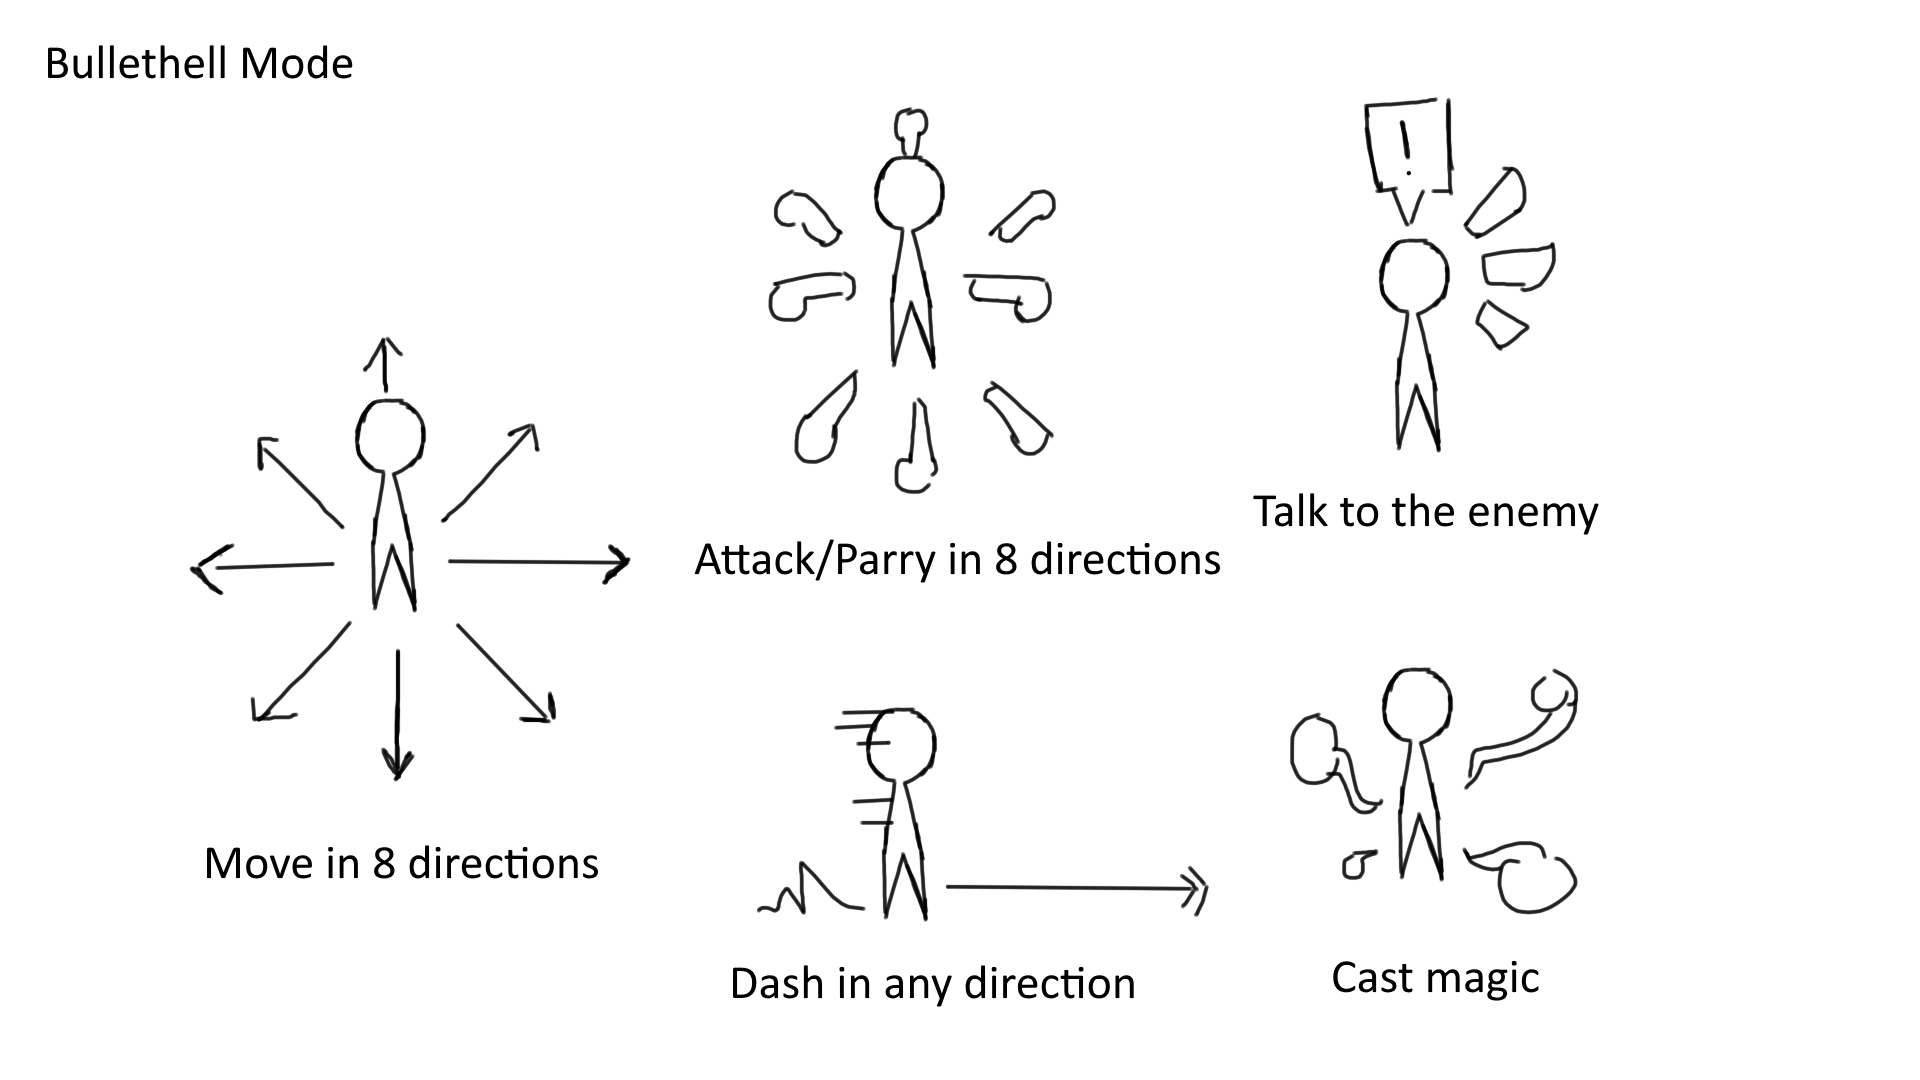 Bullethell Mode
!
Talk to the enemy
Attack/Parry in 8 directions
Move in 8 directions
Dash in any direction
Cast magic